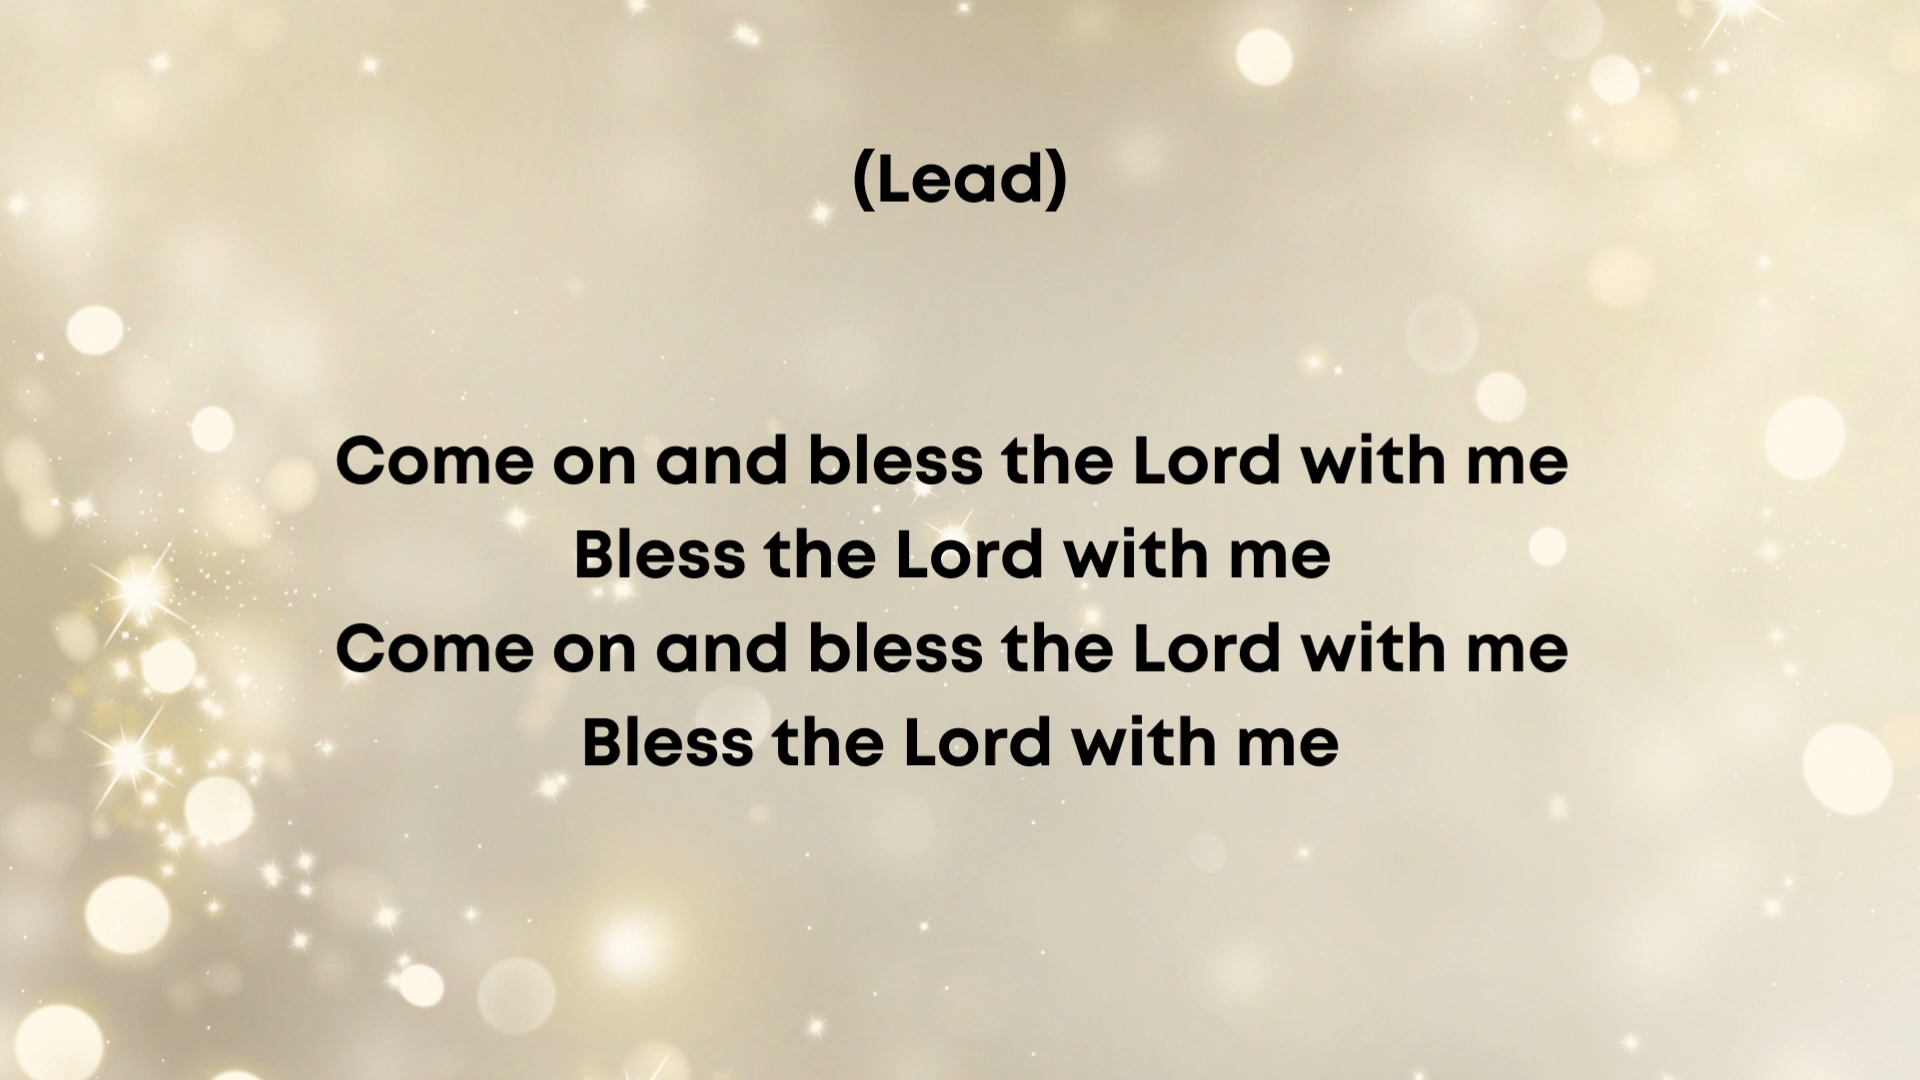 (Lead)
Come on and bless the Lord with me
Bless the Lord with me
Come on and bless the Lord with me
Bless the Lord with me